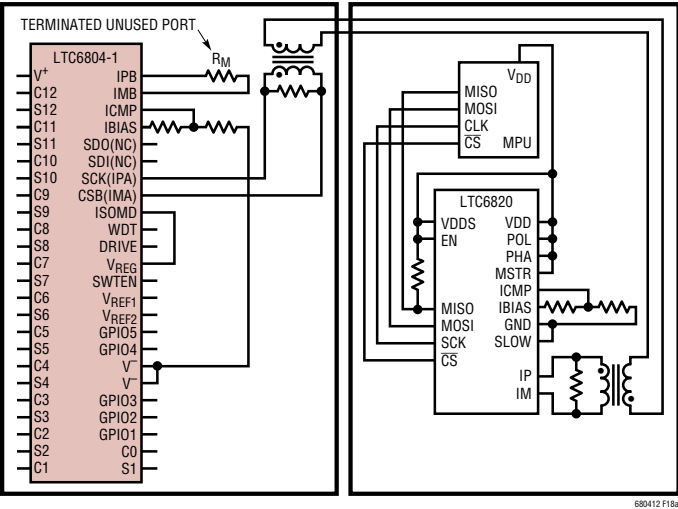 TERMINATED UNUSED PORT
RM
LTC6804-1
V+ IPB
C12 IMB
S12 ICMP
C11 IBIAS
S11 SDO(NC)
C10 SDI(NC)
S10 SCK(IPA)
C9 CSB(IMA)
S9 ISOMD
C8 WDT
S8 DRIVE
C7 VREG
S7 SWTEN
C6 VREF1
S6 VREF2
C5 GPIO5
S5 GPIO4
C4 V–
S4 V–
C3 GPIO3
S3 GPIO2
C2 GPIO1
S2 C0
C1 S1
VDD
MISO
MOSI
CLK
CS MPU
LTC6820
VDDS VDD
EN POL
PHA
MSTR
ICMP
MISO IBIAS
MOSI GND
SCK SLOW
CS
IP
IM
680412 F18a